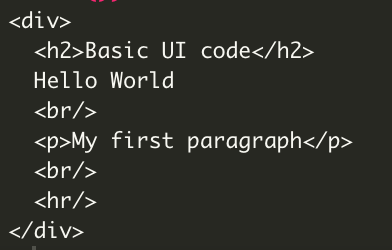 <div>
<h2>Basic UI code</h2>
Hello World
<br/>
<p>My first paragraph</p>
<br/>
<hr/>
</div>